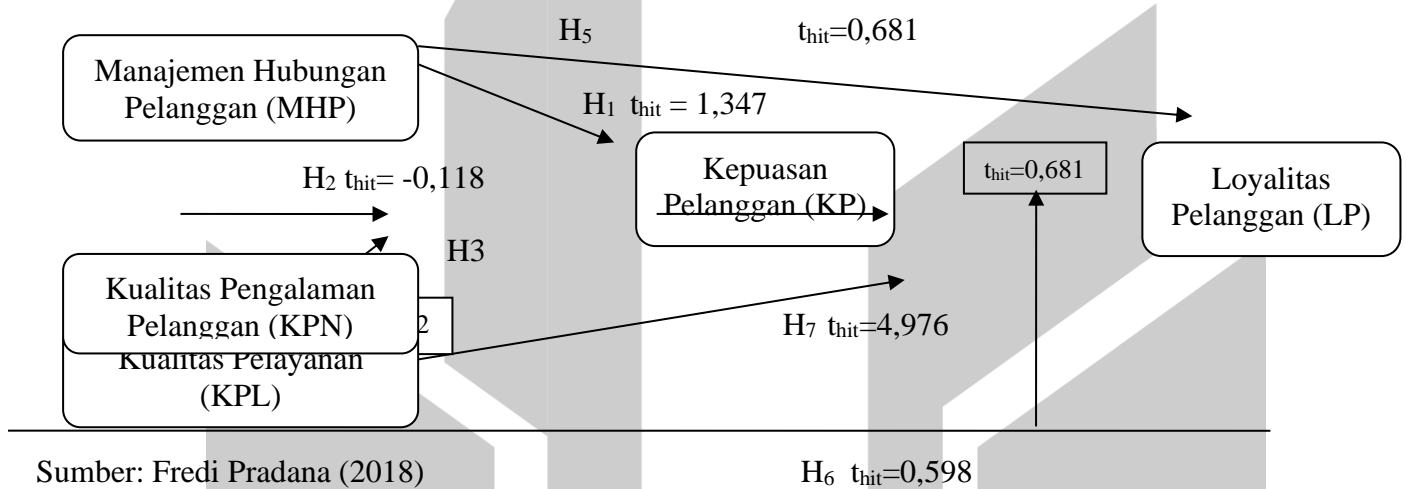 H5 thit=0,681
Manajemen Hubungan
Pelanggan (MHP)
H1 thit = 1,347
Kepuasan
Pelanggan (KP)
thit=0,681
Loyalitas
Pelanggan (LP)
H2 thit= -0,118
H3
Kualitas Pengalaman
Pelanggan (KPN)
2
H7 thit=4,976
Kualitas Pelayanan
(KPL)
Sumber: Fredi Pradana (2018)
H6 thit=0,598